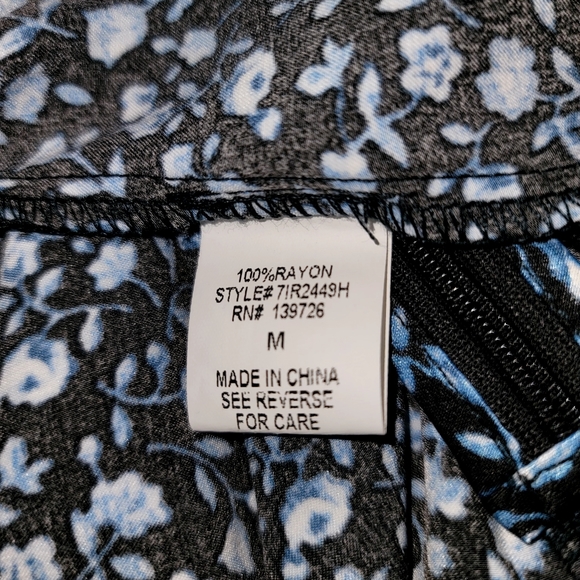 100%RAYON
STYLE# 7IR2449H
RN# 139726
M
MADE IN CHINA
SEE REVERSE
FOR CARE